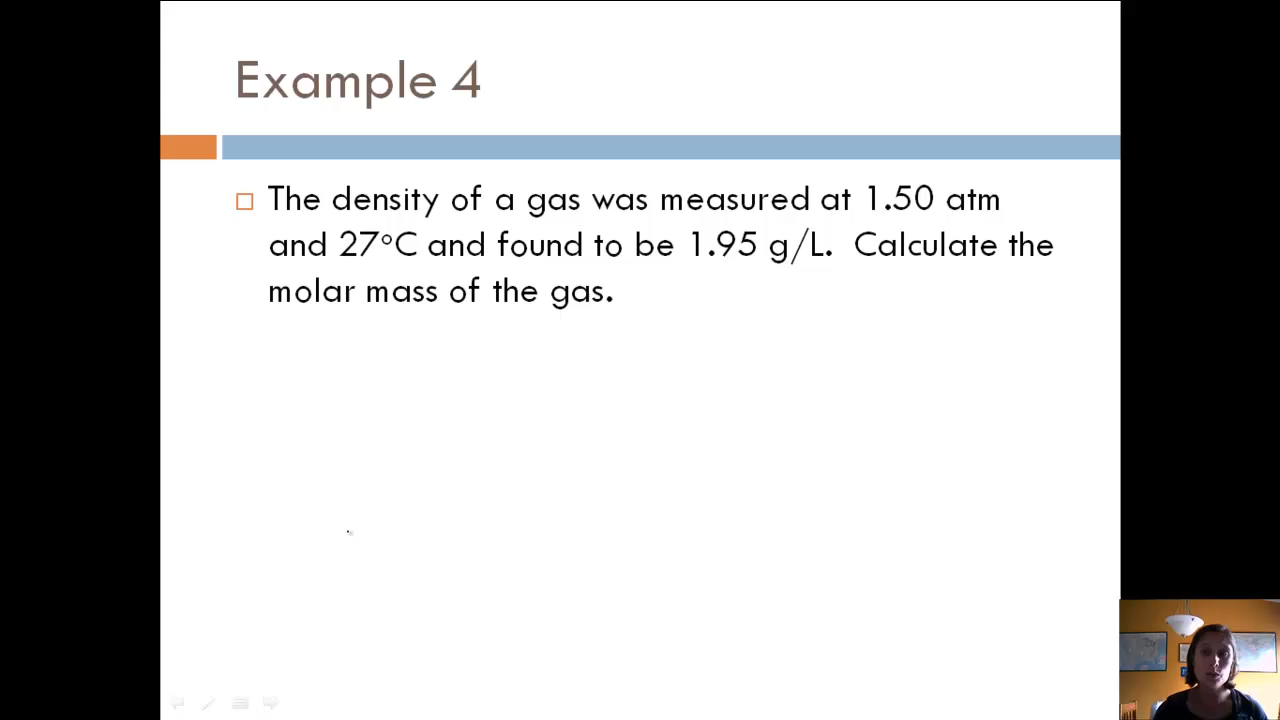 Example 4
The density of a gas was measured at 1.50 atm
and 27°C and found to be 1.95 g/L.  Calculate the
molar mass of the gas.